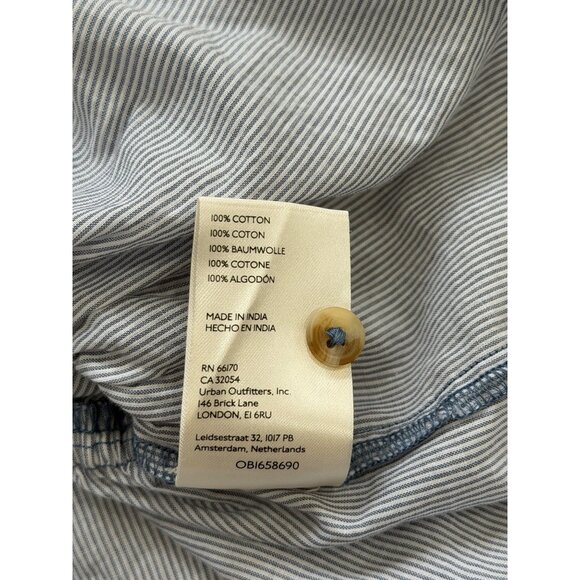 100% COTTON
100% COTON
100% BAUMWOLLE
100% COTONE
100% ALGODÓN
MADE IN INDIA
HECHO EN INDIA
RN 66170
CA 32054
Urban Outfitters, Inc.
146 Brick Lane
LONDON, E1 6RU
Leidsestraat 32, 1017 PB
Amsterdam, Netherlands
OB1658690